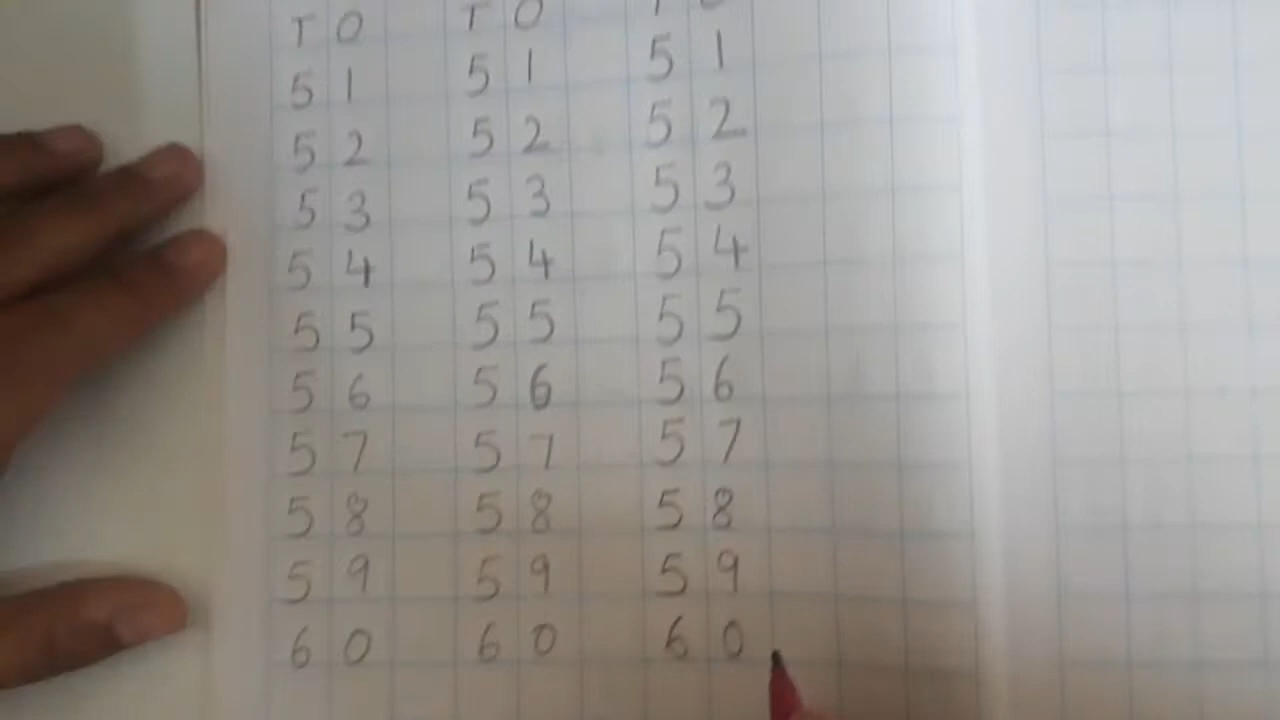 T O T O T O
5 1 5 1 5 1
5 2 5 2 5 2
5 3 5 3 5 3
5 4 5 4 5 4
5 5 5 5 5 5
5 6 5 6 5 6
5 7 5 7 5 7
5 8 5 8 5 8
5 9 5 9 5 9
6 0 6 0 6 0